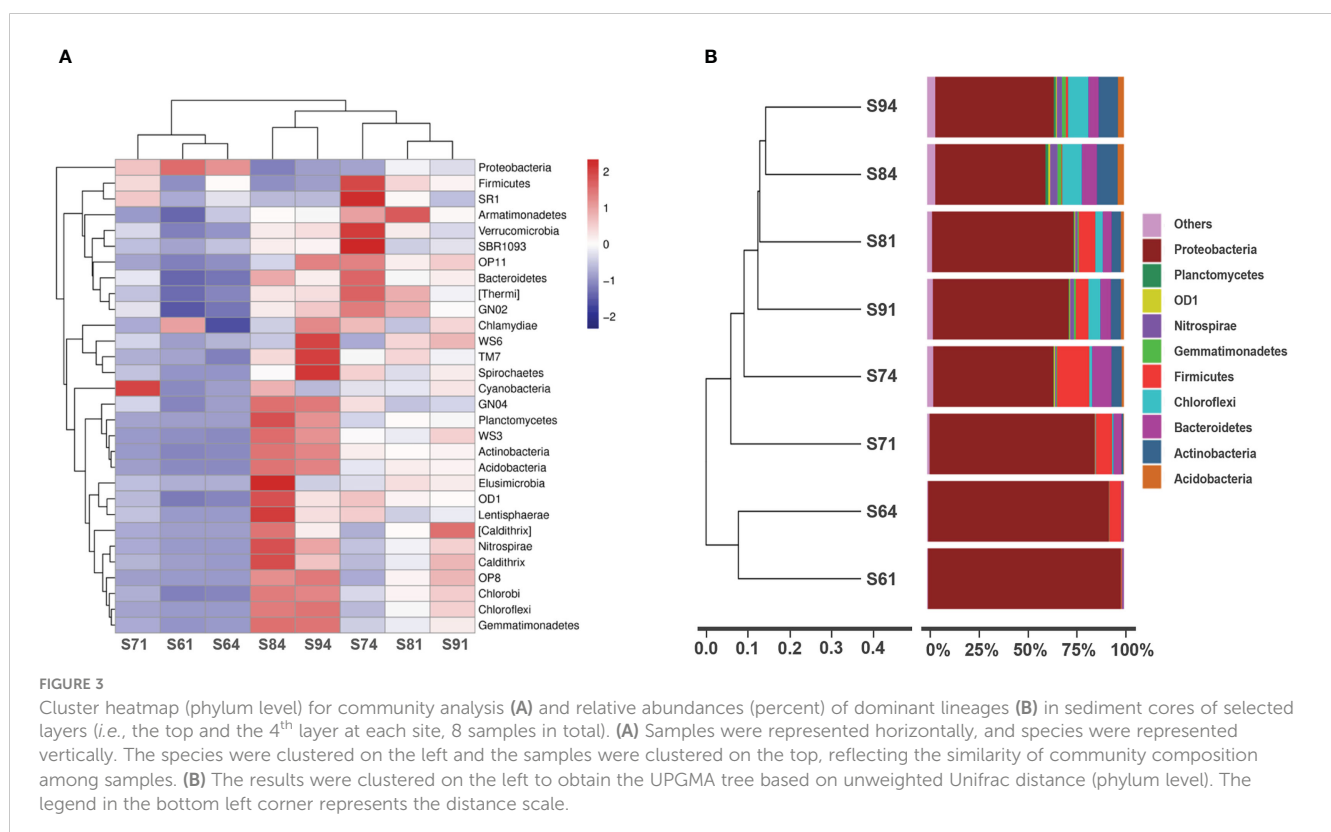 A
Proteobacteria
Firmicutes
SR1
Armatimonadetes
Verrucomicrobia
SBR1093
OP11
Bacteroidetes
[Thermi]
GN02
Chlamydiae
WS6
TM7
Spirochaetes
Cyanobacteria
GN04
Planctomycetes
WS3
Actinobacteria
Acidobacteria
Elusimicrobia
OD1
Lentisphaerae
[Caldithrix]
Nitrospirae
Caldithrix
OP8
Chlorobi
Chloroflexi
Gemmatimonadetes
S71 S61 S64 S84 S94 S74 S81 S91
2
1
0
−1
−2
B
S94
S84
S81
S91
S74
S71
S64
S61
0.0 0.1 0.2 0.3 0.4
0% 25% 50% 75% 100%
Others
Proteobacteria
Planctomycetes
OD1
Nitrospirae
Gemmatimonadetes
Firmicutes
Chloroflexi
Bacteroidetes
Actinobacteria
Acidobacteria
FIGURE 3
Cluster heatmap (phylum level) for community analysis (A) and relative abundances (percent) of dominant lineages (B) in sediment cores of selected
layers (i.e., the top and the 4th layer at each site, 8 samples in total). (A) Samples were represented horizontally, and species were represented
vertically. The species were clustered on the left and the samples were clustered on the top, reflecting the similarity of community composition
among samples. (B) The results were clustered on the left to obtain the UPGMA tree based on unweighted Unifrac distance (phylum level). The
legend in the bottom left corner represents the distance scale.